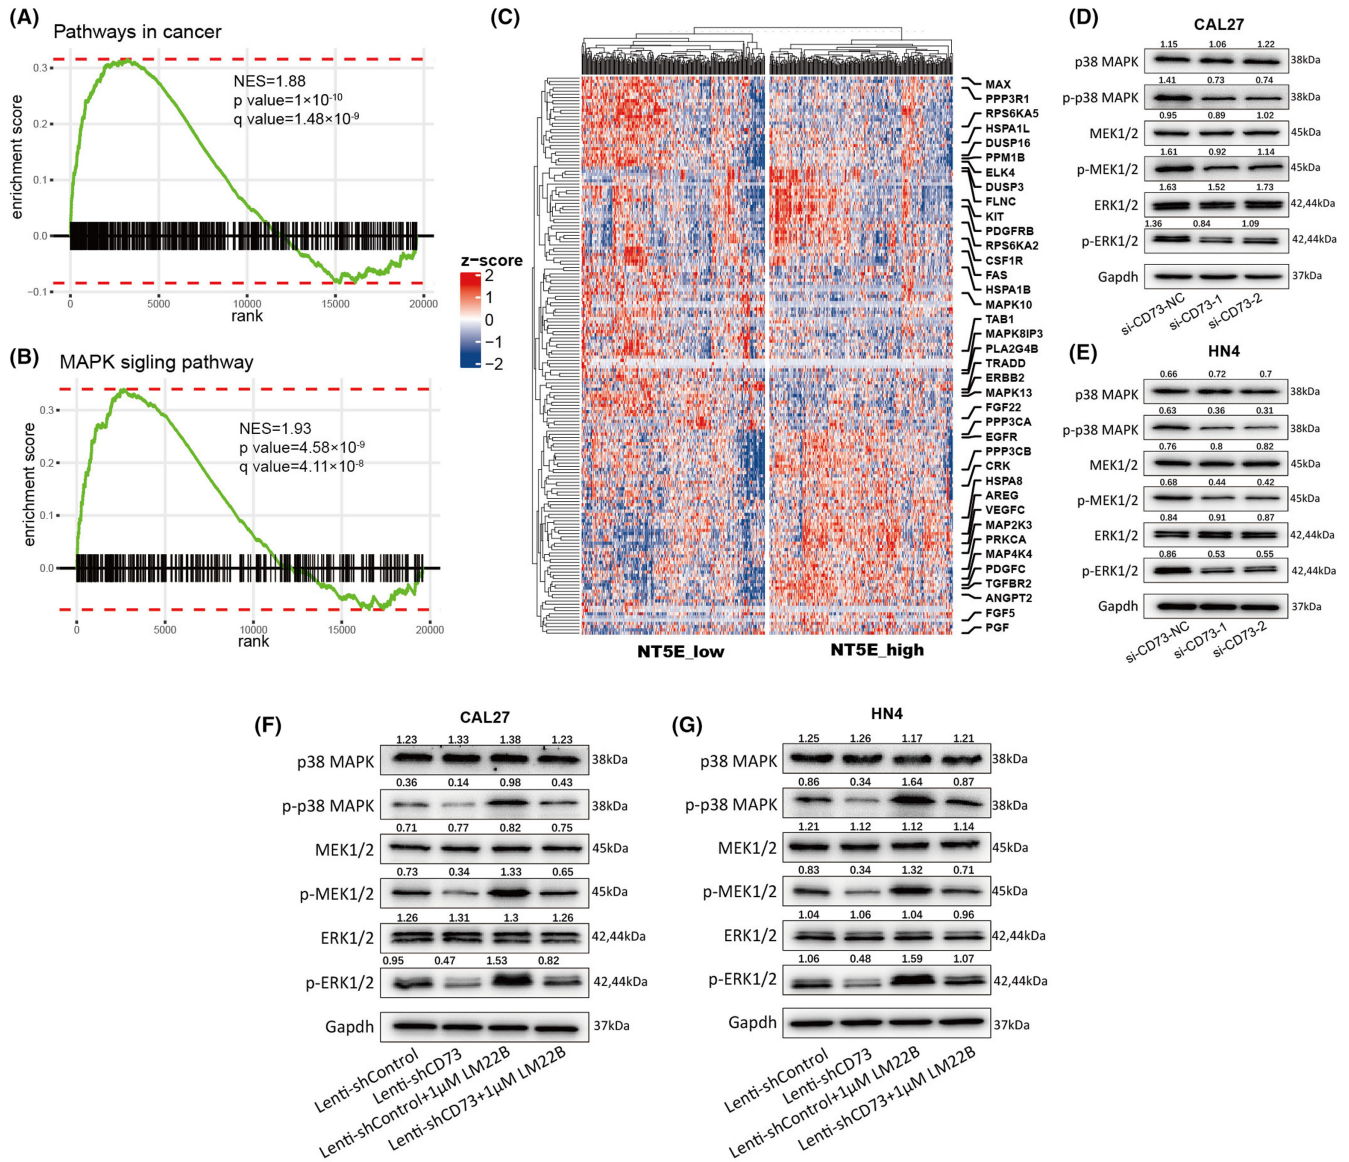 (A)
Pathways in cancer
NES=1.88
p value=1×10-10
q value=1.48×10-9
enrichment score
0.3
0.2
0.1
0.0
−0.1
0
5000
10000
15000
20000
rank
(B)
MAPK sigling pathway
NES=1.93
p value=4.58×10-9
q value=4.11×10-8
enrichment score
0.3
0.2
0.1
0.0
0
5000
10000
15000
20000
rank
(C)
z−score
2
1
0
−1
−2
MAX
PPP3R1
RPS6KA5
HSPA1L
DUSP16
PPM1B
ELK4
DUSP3
FLNC
KIT
PDGFRB
RPS6KA2
CSF1R
FAS
HSPA1B
MAPK10
TAB1
MAPK8IP3
PLA2G4B
TRADD
ERBB2
MAPK13
FGF22
PPP3CA
EGFR
PPP3CB
CRK
HSPA8
AREG
VEGFC
MAP2K3
PRKCA
MAP4K4
PDGFC
TGFBR2
ANGPT2
FGF5
PGF
NT5E_low
NT5E_high
(D)
CAL27
1.15 1.06 1.22
p38 MAPK 38kDa
1.41 0.73 0.74
p-p38 MAPK 38kDa
0.95 0.89 1.02
MEK1/2 45kDa
1.61 0.92 1.14
p-MEK1/2 45kDa
1.63 1.52 1.73
ERK1/2 42,44kDa
1.36 0.84 1.09
p-ERK1/2 42,44kDa
Gapdh 37kDa
si-CD73-NC
si-CD73-1
si-CD73-2
(E)
HN4
0.66 0.72 0.7
p38 MAPK 38kDa
0.63 0.36 0.31
p-p38 MAPK 38kDa
0.76 0.8 0.82
MEK1/2 45kDa
0.68 0.44 0.42
p-MEK1/2 45kDa
0.84 0.91 0.87
ERK1/2 42,44kDa
0.86 0.53 0.55
p-ERK1/2 42,44kDa
Gapdh 37kDa
si-CD73-NC
si-CD73-1
si-CD73-2
(F)
CAL27
1.23 1.33 1.38 1.23
p38 MAPK 38kDa
0.36 0.14 0.98 0.43
p-p38 MAPK 38kDa
0.71 0.77 0.82 0.75
MEK1/2 45kDa
0.73 0.34 1.33 0.65
p-MEK1/2 45kDa
1.26 1.31 1.3 1.26
ERK1/2 42,44kDa
0.95 0.47 1.53 0.82
p-ERK1/2 42,44kDa
Gapdh 37kDa
Lenti-shControl
Lenti-shCD73
Lenti-shControl+1μM LM22B
Lenti-shCD73+1μM LM22B
(G)
HN4
1.25 1.26 1.17 1.21
p38 MAPK 38kDa
0.86 0.34 1.64 0.87
p-p38 MAPK 38kDa
1.21 1.12 1.12 1.14
MEK1/2 45kDa
0.83 0.34 1.32 0.71
p-MEK1/2 45kDa
1.04 1.06 1.04 0.96
ERK1/2 42,44kDa
1.06 0.48 1.59 1.07
p-ERK1/2 42,44kDa
Gapdh 37kDa
Lenti-shControl
Lenti-shCD73
Lenti-shControl+1μM LM22B
Lenti-shCD73+1μM LM22B